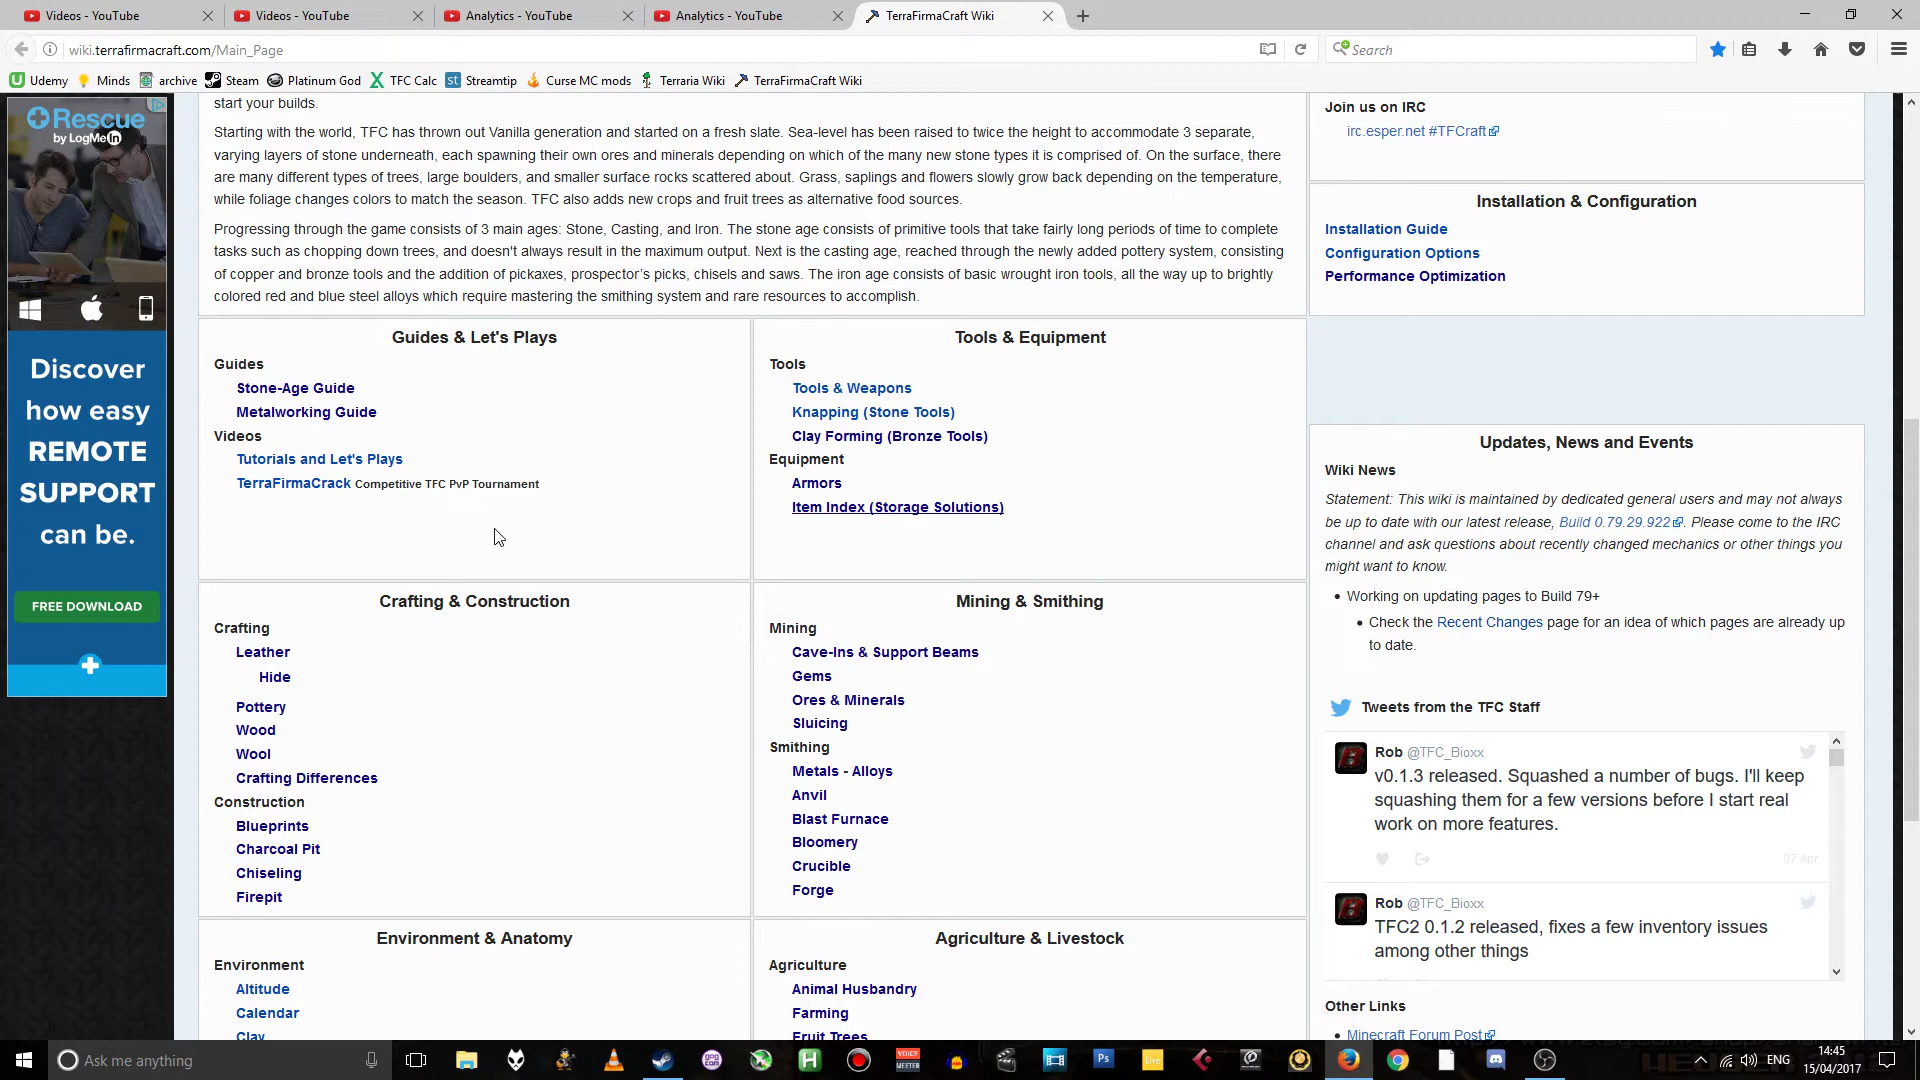 Videos - YouTube
Videos - YouTube
Analytics - YouTube
Analytics - YouTube
TerraFirmaCraft Wiki
wiki.terrafirmacraft.com/Main_Page
Search
Udemy
Minds
archive
Steam
Platinum God
TFC Calc
Streamtip
Curse MC mods
Terraria Wiki
TerraFirmaCraft Wiki
Rescue
by LogMeIn
Discover
how easy
REMOTE
SUPPORT
can be.
FREE DOWNLOAD
start your builds.
Starting with the world, TFC has thrown out Vanilla generation and started on a fresh slate. Sea-level has been raised to twice the height to accommodate 3 separate,
varying layers of stone underneath, each spawning their own ores and minerals depending on which of the many new stone types it is comprised of. On the surface, there
are many different types of trees, large boulders, and smaller surface rocks scattered about. Grass, saplings and flowers slowly grow back depending on the temperature,
while foliage changes colors to match the season. TFC also adds new crops and fruit trees as alternative food sources.
Progressing through the game consists of 3 main ages: Stone, Casting, and Iron. The stone age consists of primitive tools that take fairly long periods of time to complete
tasks such as chopping down trees, and doesn't always result in the maximum output. Next is the casting age, reached through the newly added pottery system, consisting
of copper and bronze tools and the addition of pickaxes, prospector's picks, chisels and saws. The iron age consists of basic wrought iron tools, all the way up to brightly
colored red and blue steel alloys which require mastering the smithing system and rare resources to accomplish.
Guides & Let's Plays
Guides
Stone-Age Guide
Metalworking Guide
Videos
Tutorials and Let's Plays
TerraFirmaCrack Competitive TFC PvP Tournament
Tools & Equipment
Tools
Tools & Weapons
Knapping (Stone Tools)
Clay Forming (Bronze Tools)
Equipment
Armors
Item Index (Storage Solutions)
Crafting & Construction
Crafting
Leather
Hide
Pottery
Wood
Wool
Crafting Differences
Construction
Blueprints
Charcoal Pit
Chiseling
Firepit
Mining & Smithing
Mining
Cave-Ins & Support Beams
Gems
Ores & Minerals
Sluicing
Smithing
Metals - Alloys
Anvil
Blast Furnace
Bloomery
Crucible
Forge
Environment & Anatomy
Environment
Altitude
Calendar
Clay
Agriculture & Livestock
Agriculture
Animal Husbandry
Farming
Fruit Trees
Join us on IRC
irc.esper.net #TFCraft
Installation & Configuration
Installation Guide
Configuration Options
Performance Optimization
Updates, News and Events
Wiki News
Statement: This wiki is maintained by dedicated general users and may not always
be up to date with our latest release, Build 0.79.29.922. Please come to the IRC
channel and ask questions about recently changed mechanics or other things you
might want to know.
• Working on updating pages to Build 79+
• Check the Recent Changes page for an idea of which pages are already up
to date.
Tweets from the TFC Staff
Rob @TFC_Bioxx
v0.1.3 released. Squashed a number of bugs. I'll keep
squashing them for a few versions before I start real
work on more features.
07 Apr
Rob @TFC_Bioxx
TFC2 0.1.2 released, fixes a few inventory issues
among other things
Other Links
• Minecraft Forum Post
Ask me anything
gog
com
H
VOICE
MEETER
Ps
Live
ENG
14:45
15/04/2017